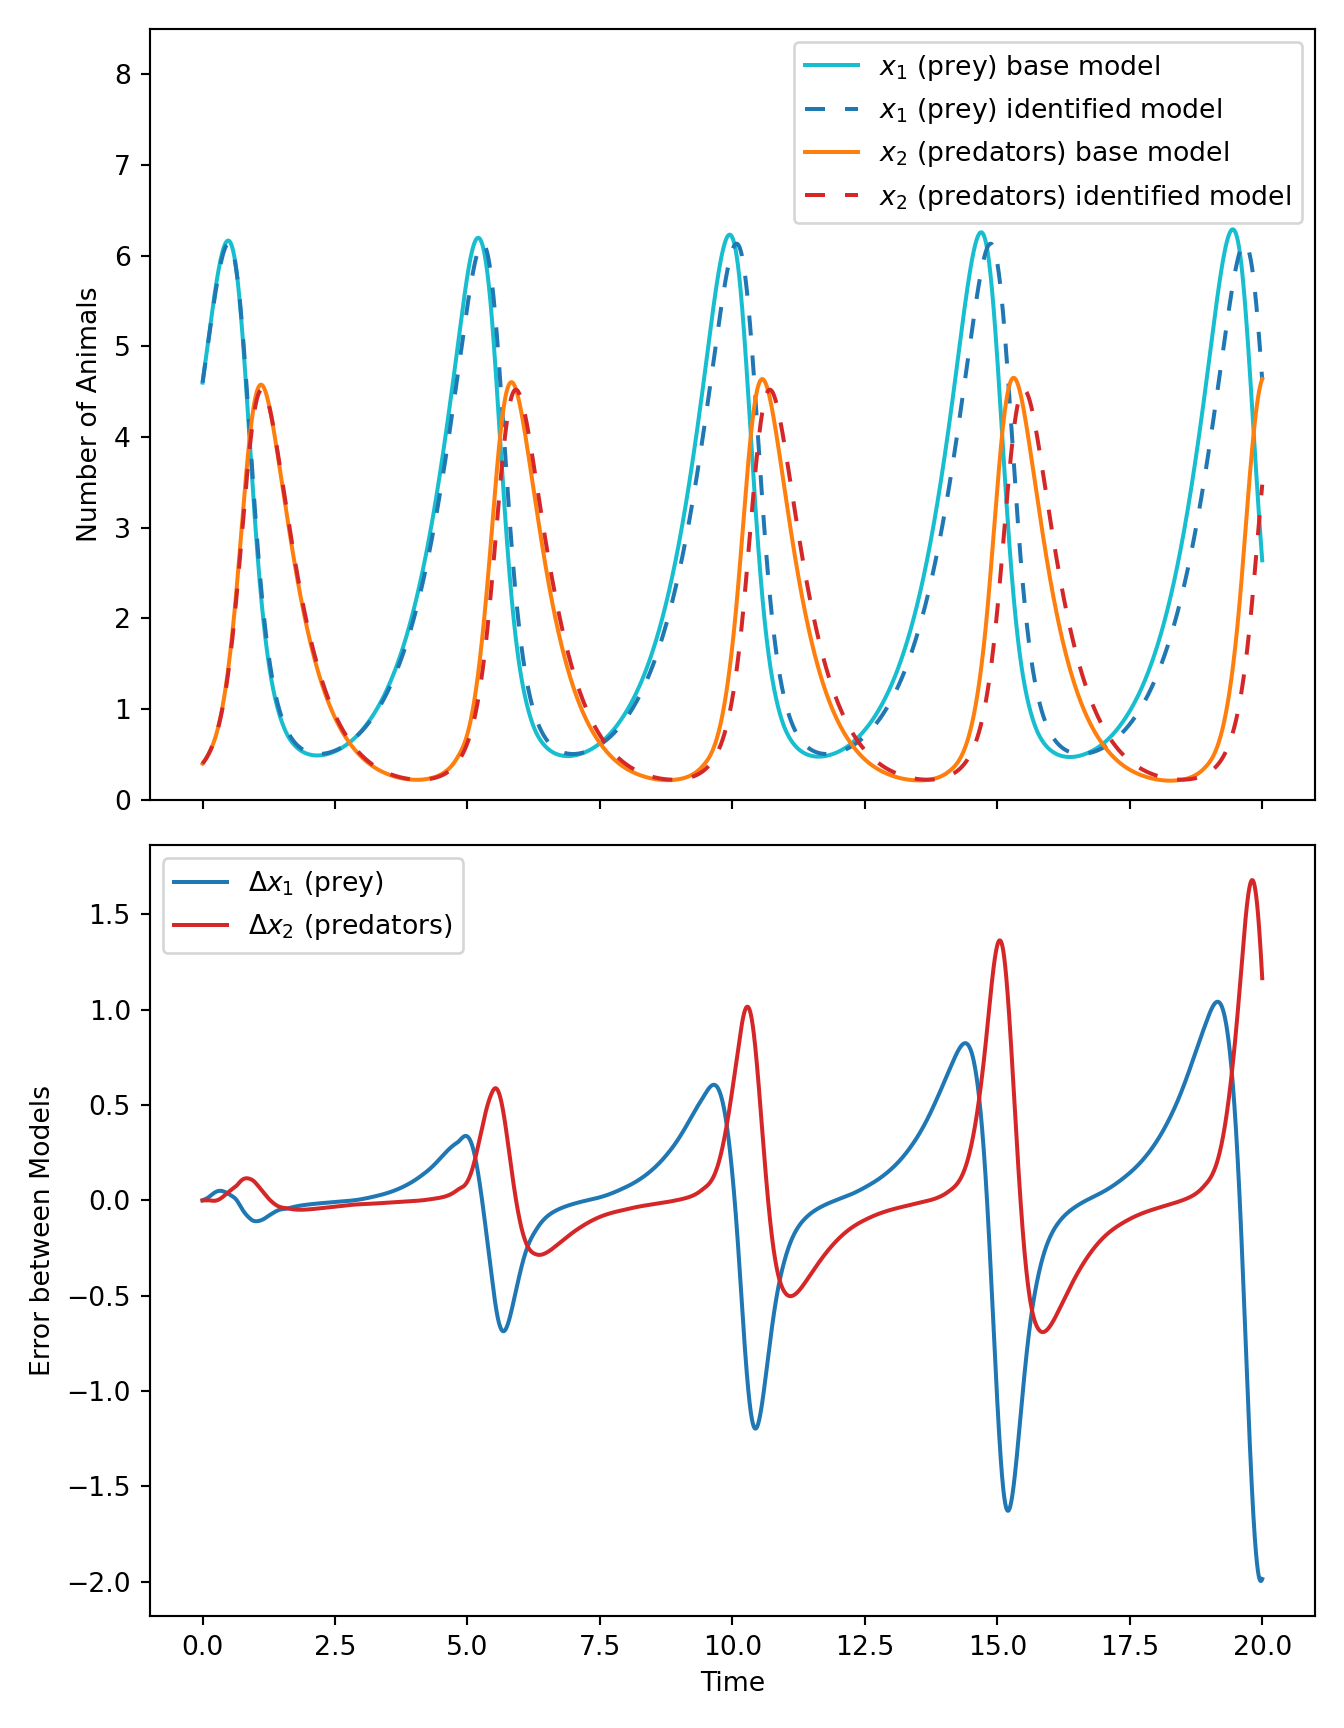 8
7
6
5
4
3
2
1
0
Number of Animals
x₁ (prey) base model
x₁ (prey) identified model
x₂ (predators) base model
x₂ (predators) identified model
Δx₁ (prey)
Δx₂ (predators)
1.5
1.0
0.5
0.0
−0.5
−1.0
−1.5
−2.0
Error between Models
0.0 2.5 5.0 7.5 10.0 12.5 15.0 17.5 20.0
Time